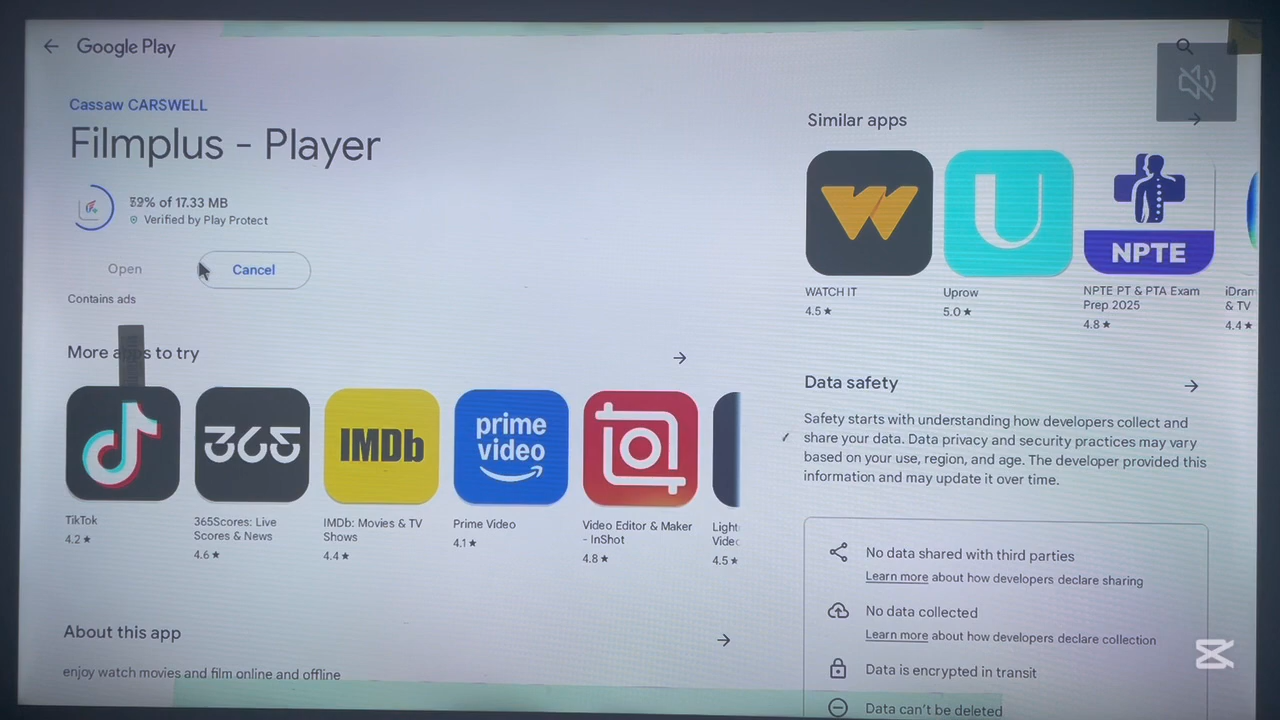 Google Play
Cassaw CARSWELL
Filmplus - Player
39% of 17.33 MB
Verified by Play Protect
Open
Cancel
Contains ads
More apps to try
TikTok
4.2★
365
365Scores: Live
Scores & News
4.6★
IMDb
IMDb: Movies & TV
Shows
4.4★
prime
video
Prime Video
4.1★
Video Editor & Maker
- InShot
4.8★
Light
Video
4.5★
About this app
enjoy watch movies and film online and offline
Similar apps
W
WATCH IT
4.5★
U
Uprow
5.0★
NPTE
NPTE PT & PTA Exam
Prep 2025
4.8★
iDram
& TV
4.4★
Data safety
Safety starts with understanding how developers collect and
share your data. Data privacy and security practices may vary
based on your use, region, and age. The developer provided this
information and may update it over time.
No data shared with third parties
Learn more about how developers declare sharing
No data collected
Learn more about how developers declare collection
Data is encrypted in transit
Data can't be deleted